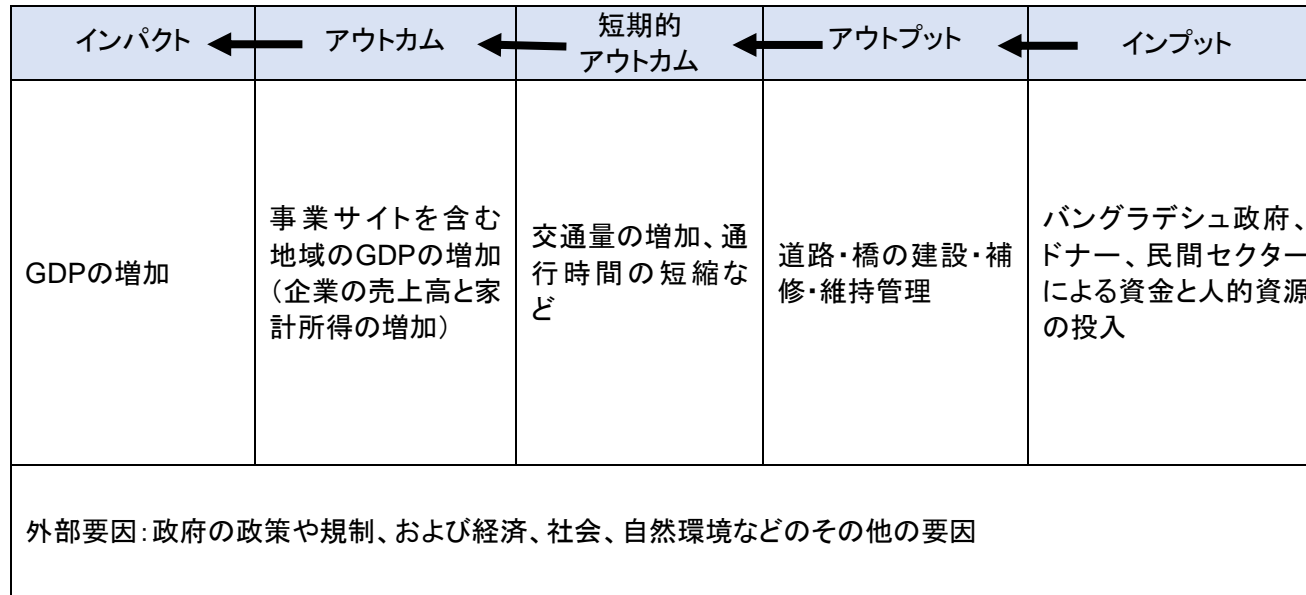 インパクト
アウトカム
短期的
アウトカム
アウトプット
インプット
GDPの増加
事業サイトを含む
地域のGDPの増加
（企業の売上高と家
計所得の増加）
交通量の増加、通
行時間の短縮な
ど
道路・橋の建設・補
修・維持管理
バングラデシュ政府、
ドナー、民間セクター
による資金と人的資源
の投入
外部要因：政府の政策や規制、および経済、社会、自然環境などのその他の要因